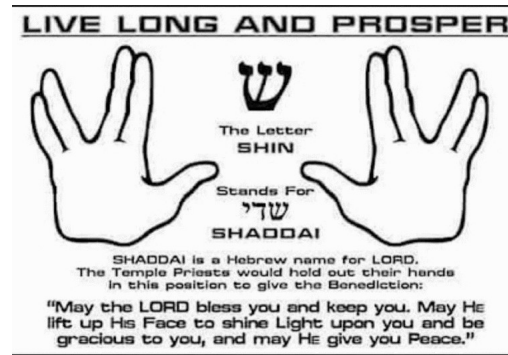 LIVE LONG AND PROSPER
ש
The Letter
SHIN
Stands For
שדי
SHADDAI
SHADDAI is a Hebrew name for LORD.
The Temple Priests would hold out their hands
in this position to give the Benediction:
"May the LORD bless you and keep you. May HE
lift up HIS Face to shine Light upon you and be
gracious to you, and may HE give you Peace."